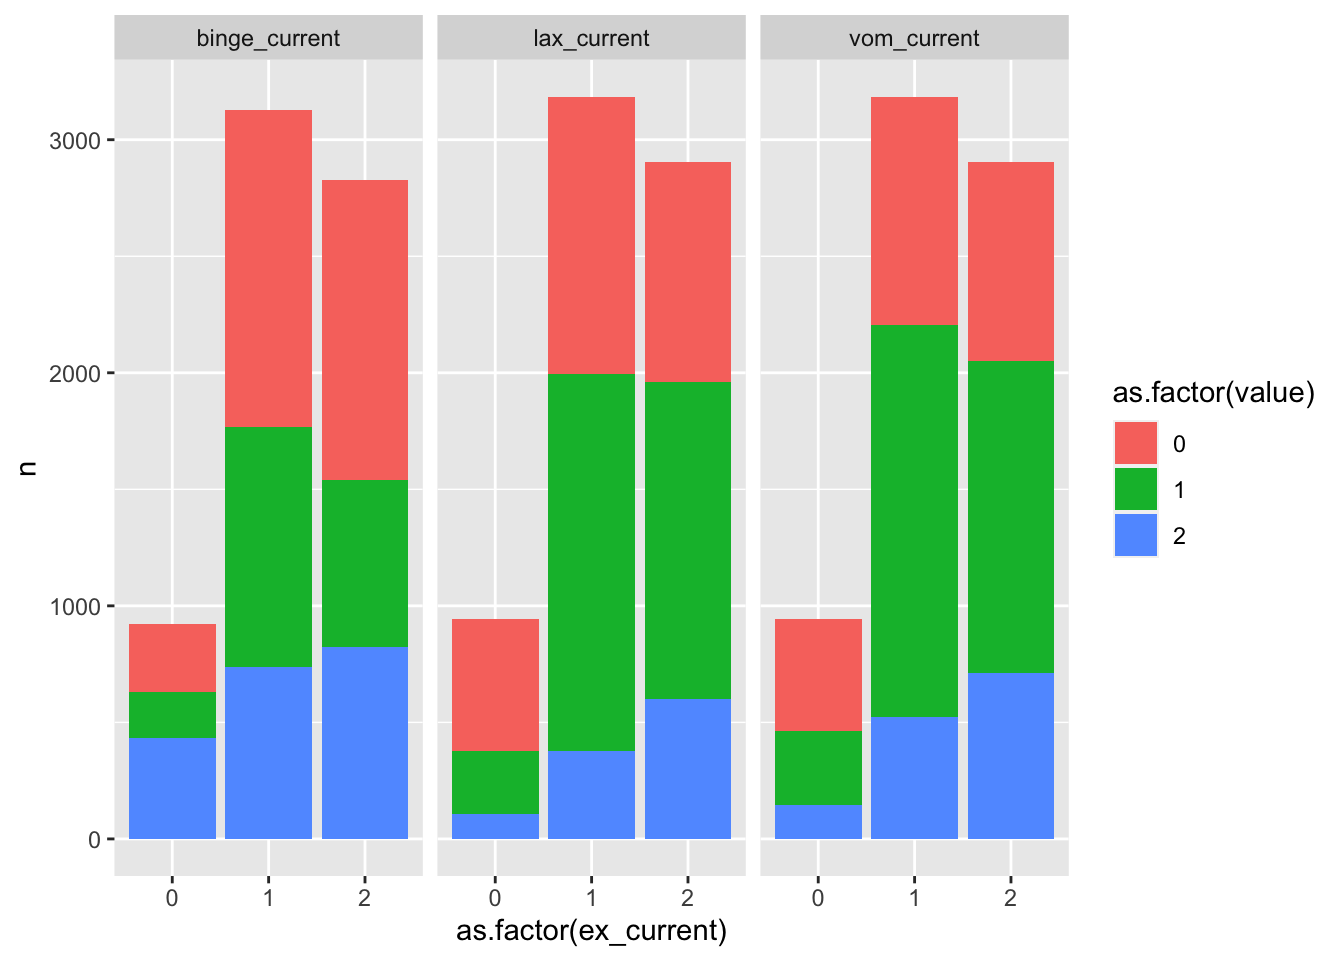 binge_current lax_current vom_current
3000
2000
1000
0
n
0 1 2 0 1 2 0 1 2
as.factor(ex_current)
as.factor(value)
0
1
2